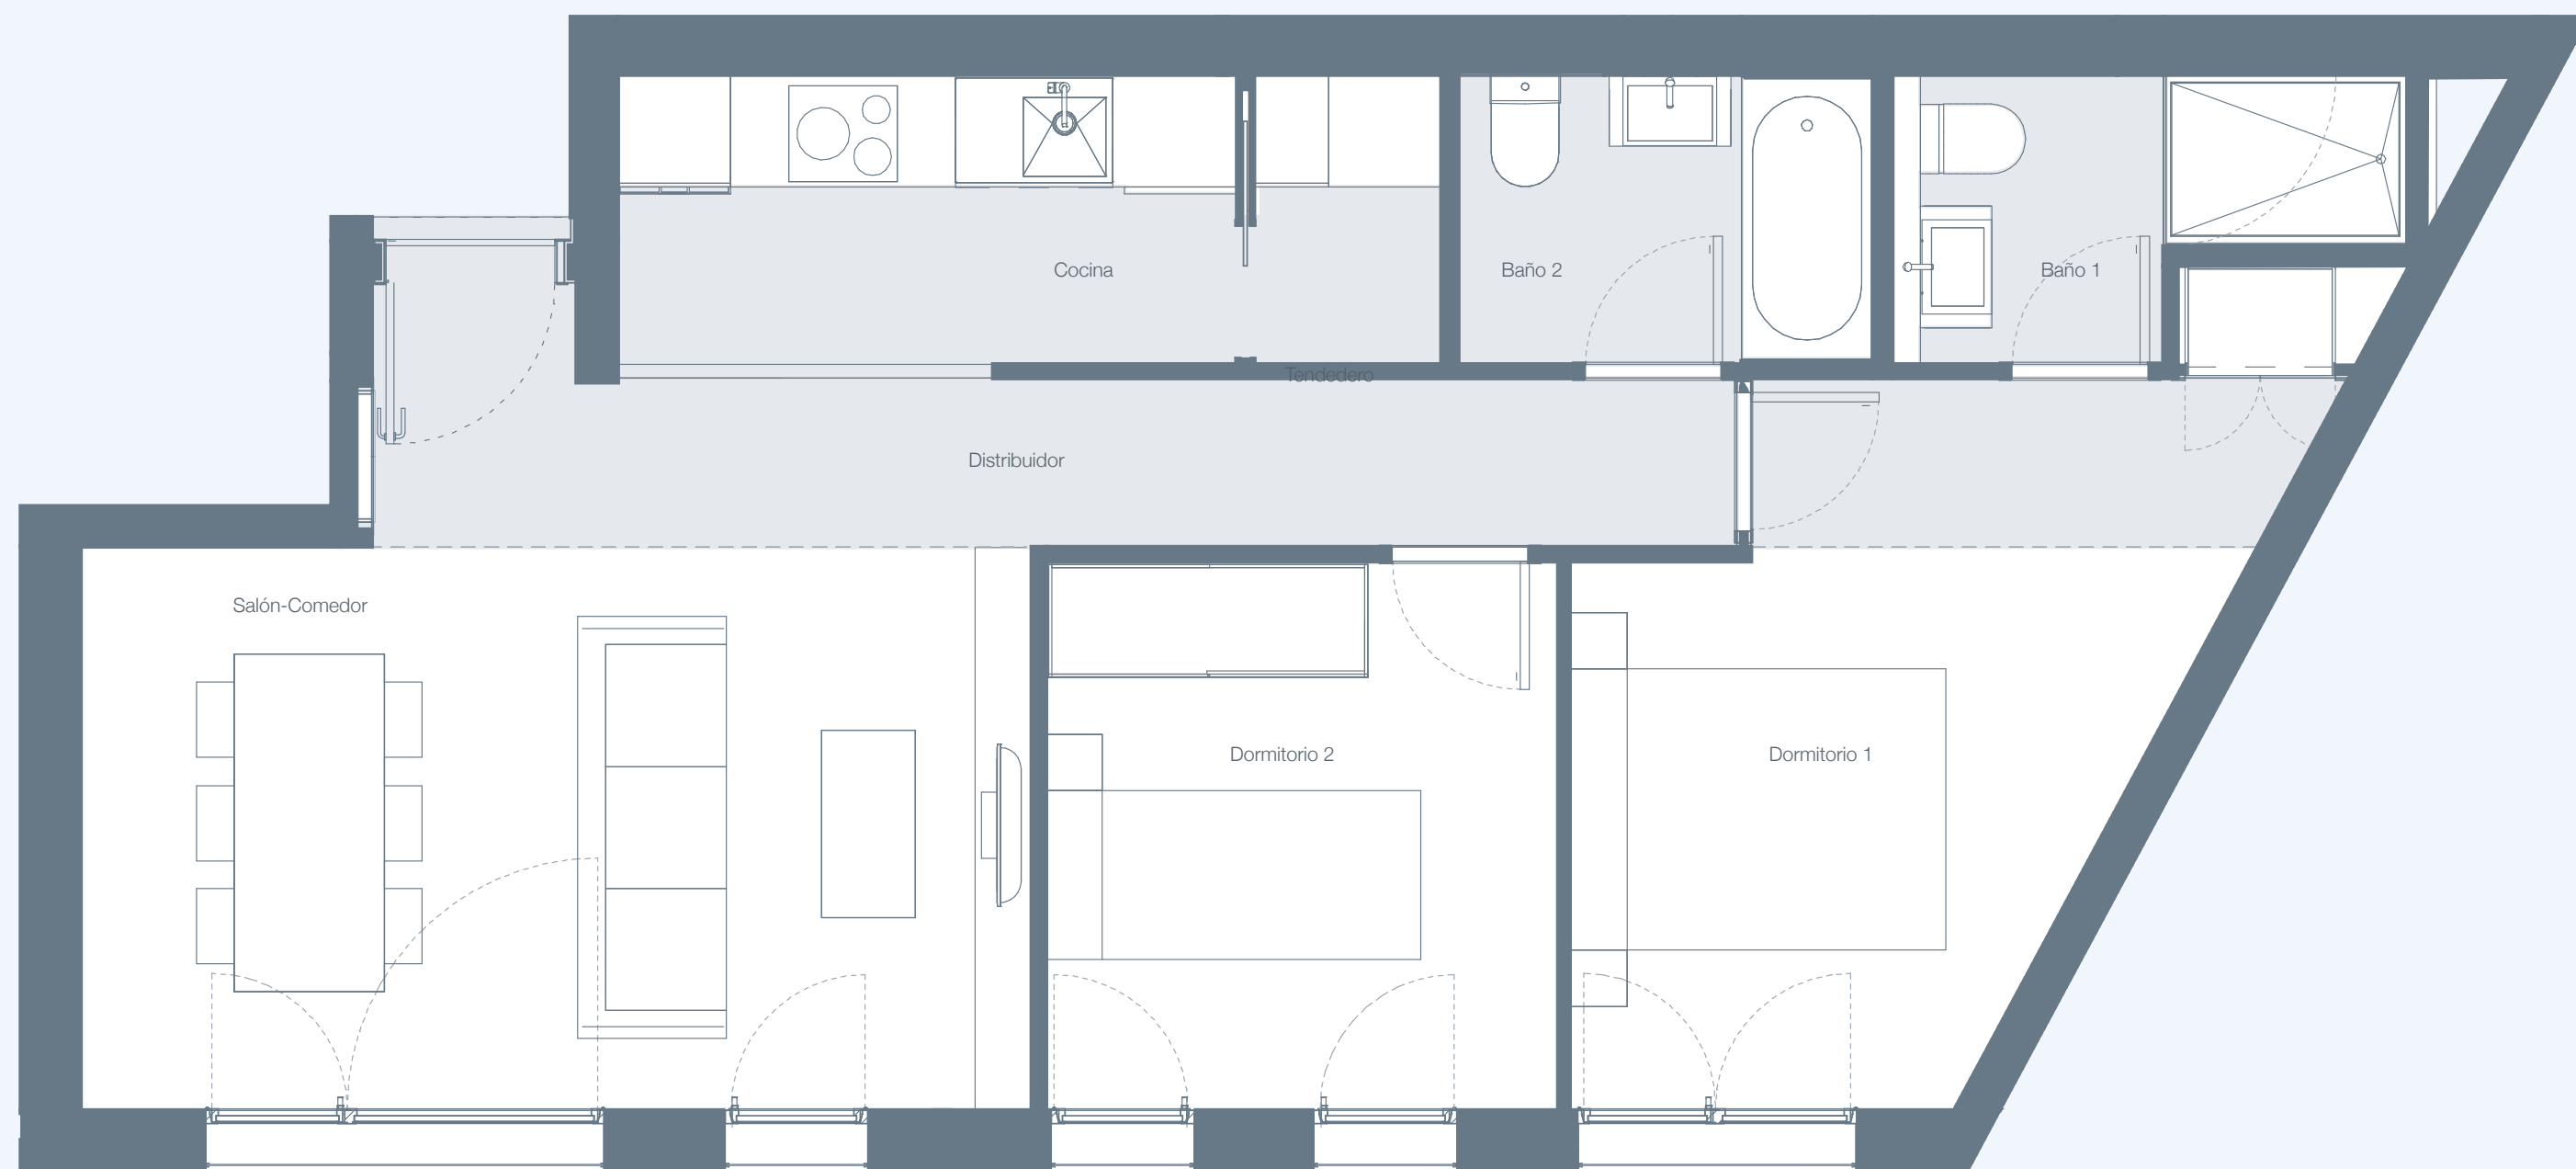 Cocina
Baño 2
Baño 1
Tendedero
Distribuidor
Salón-Comedor
Dormitorio 2
Dormitorio 1